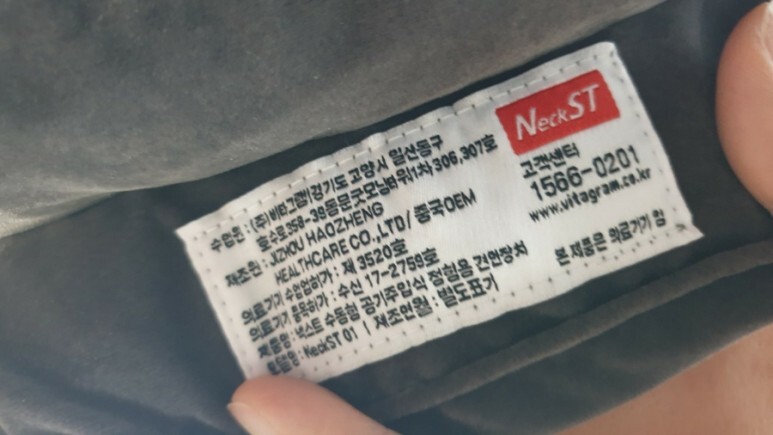 NeckST
고객센터
1566-0201
www.vitagram.co.kr
본 제품은 의료기기 임
수입원 : (주)비타그램/경기도 고양시 일산동구
호수로 358-39 동문굿모닝타워1차 306,307호
제조원 : JIZHOU HAOZHENG
HEALTHCARE CO., LTD/ 중국OEM
의료기기 수입업허가 : 제 3520호
의료기기 품목허가 : 수신 17-2759호
제품명 : 넥스트 수동형 공기주입식 정형용 견인장치
모델명 : NeckST 01 | 제조연월 : 별도표기